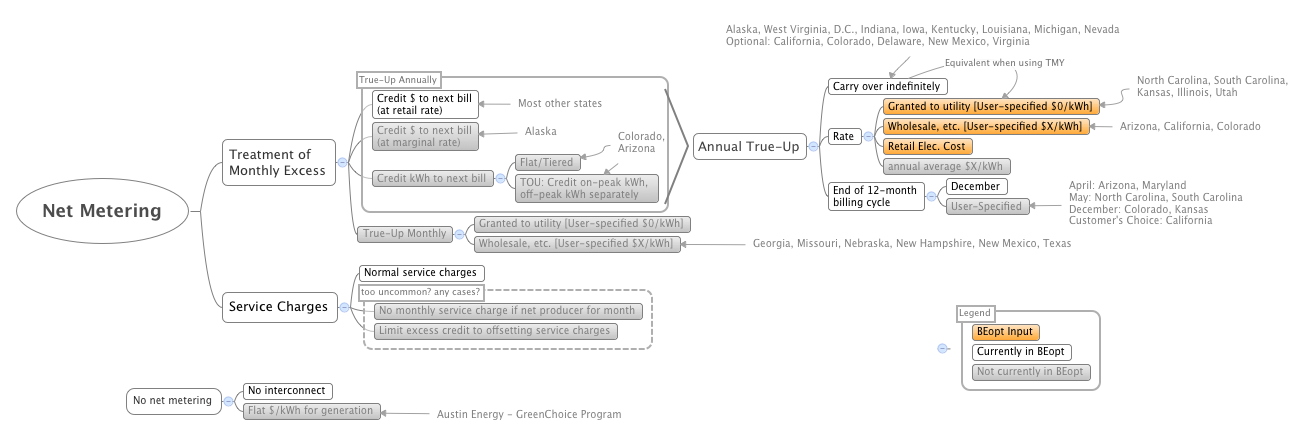 Alaska, West Virginia, D.C., Indiana, Iowa, Kentucky, Louisiana, Michigan, Nevada
Optional: California, Colorado, Delaware, New Mexico, Virginia
Equivalent when using TMY
True-Up Annually
Credit $ to next bill
(at retail rate)
Most other states
Credit $ to next bill
(at marginal rate)
Alaska
Colorado,
Arizona
Flat/Tiered
Credit kWh to next bill
TOU: Credit on-peak kWh,
off-peak kWh separately
Treatment of
Monthly Excess
Net Metering
True-Up Monthly
Granted to utility [User-specified $0/kWh]
Wholesale, etc. [User-specified $X/kWh]
Georgia, Missouri, Nebraska, New Hampshire, New Mexico, Texas
Annual True-Up
Carry over indefinitely
Rate
Granted to utility [User-specified $0/kWh]
North Carolina, South Carolina,
Kansas, Illinois, Utah
Wholesale, etc. [User-specified $X/kWh]
Arizona, California, Colorado
Retail Elec. Cost
annual average $X/kWh
End of 12-month
billing cycle
December
User-Specified
April: Arizona, Maryland
May: North Carolina, South Carolina
December: Colorado, Kansas
Customer's Choice: California
Service Charges
Normal service charges
too uncommon? any cases?
No monthly service charge if net producer for month
Limit excess credit to offsetting service charges
Legend
BEopt Input
Currently in BEopt
Not currently in BEopt
No net metering
No interconnect
Flat $/kWh for generation
Austin Energy - GreenChoice Program